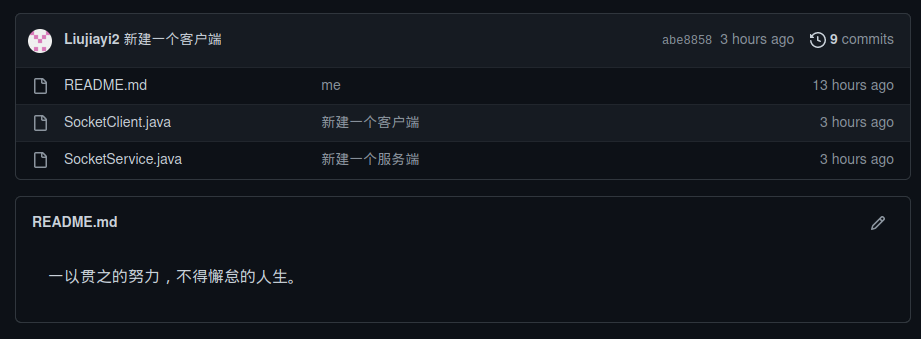 Liujiayi2 新建一个客户端 abe8858 3 hours ago 9 commits
README.md me 13 hours ago
SocketClient.java 新建一个客户端 3 hours ago
SocketService.java 新建一个服务端 3 hours ago
README.md
一以贯之的努力，不得懈怠的人生。